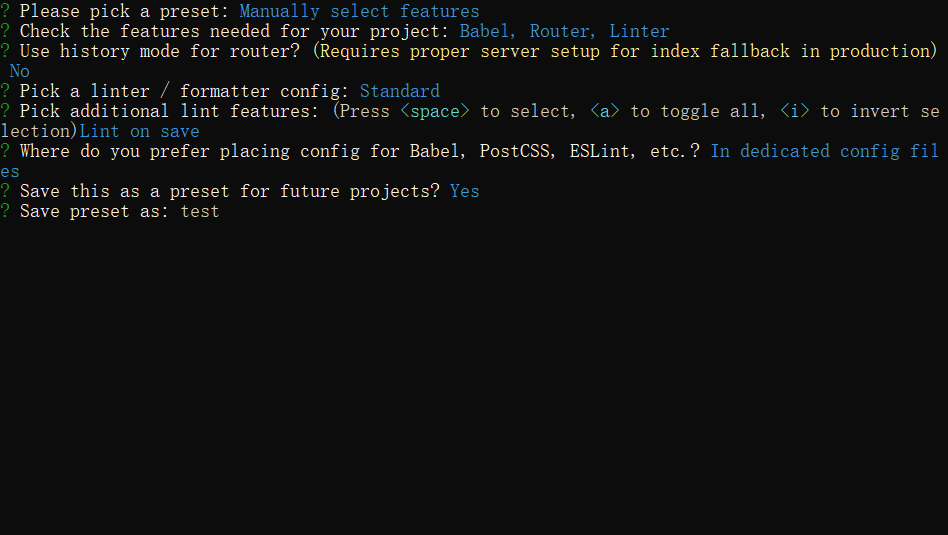 ? Please pick a preset: Manually select features
? Check the features needed for your project: Babel, Router, Linter
? Use history mode for router? (Requires proper server setup for index fallback in production)
No
? Pick a linter / formatter config: Standard
? Pick additional lint features: (Press <space> to select, <a> to toggle all, <i> to invert se
lection)Lint on save
? Where do you prefer placing config for Babel, PostCSS, ESLint, etc.? In dedicated config fil
es
? Save this as a preset for future projects? Yes
? Save preset as: test